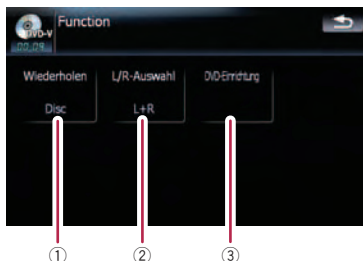 Function
DVD-V
00.09
Wiederholen L/R-Auswahl DVD-Einrichtung
Disc L+R
① ② ③